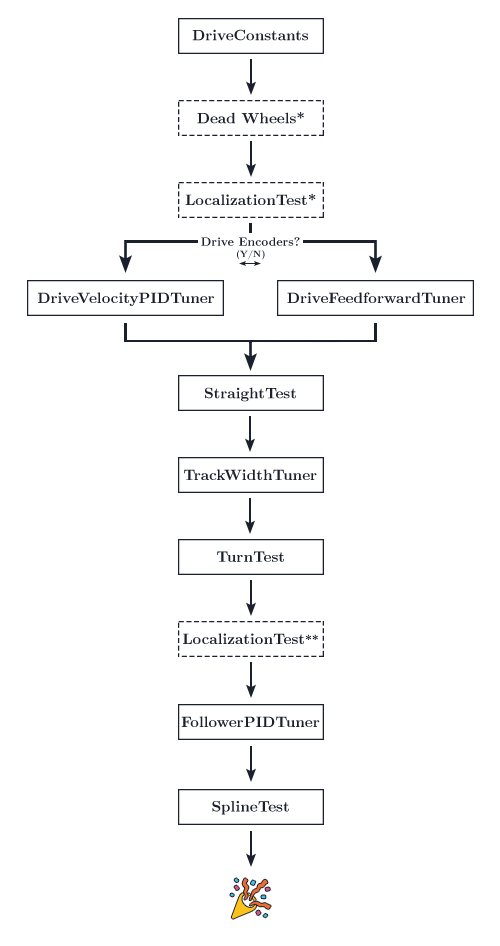 DriveConstants
Dead Wheels*
LocalizationTest*
Drive Encoders?
(Y/N)
DriveVelocityPIDTuner
DriveFeedforwardTuner
StraightTest
TrackWidthTuner
TurnTest
LocalizationTest**
FollowerPIDTuner
SplineTest